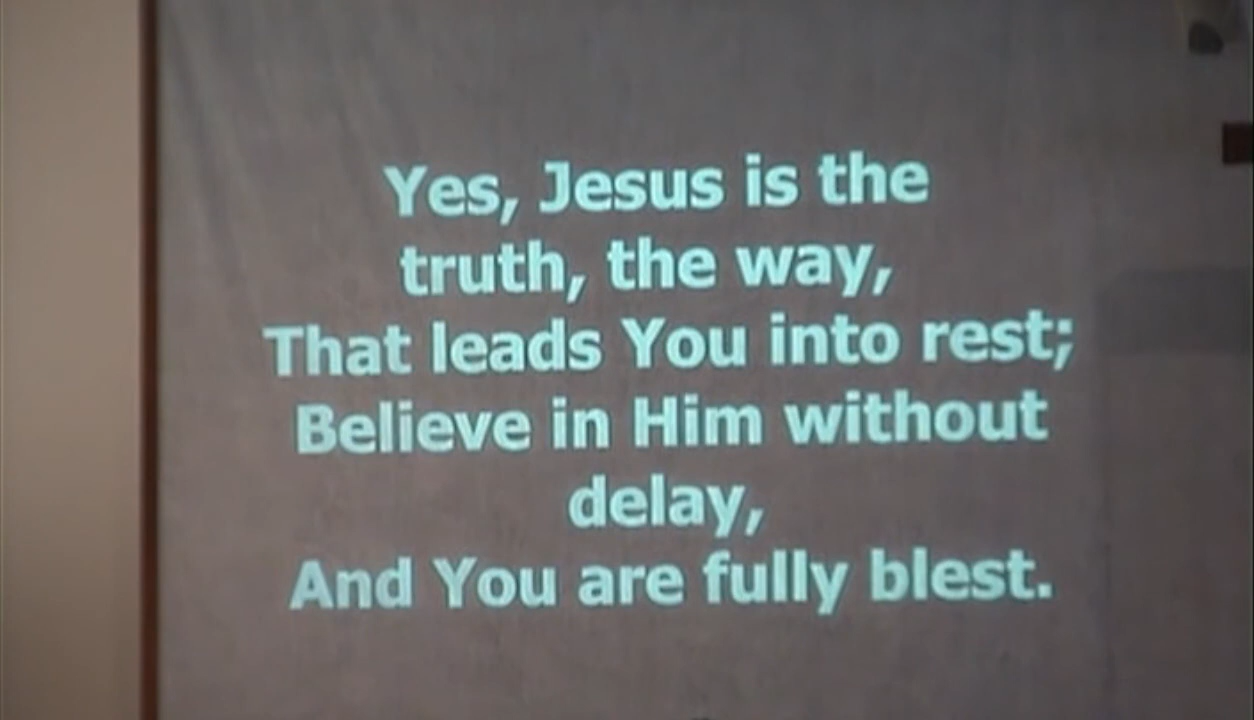 Yes, Jesus is the
truth, the way,
That leads You into rest;
Believe in Him without
delay,
And You are fully blest.